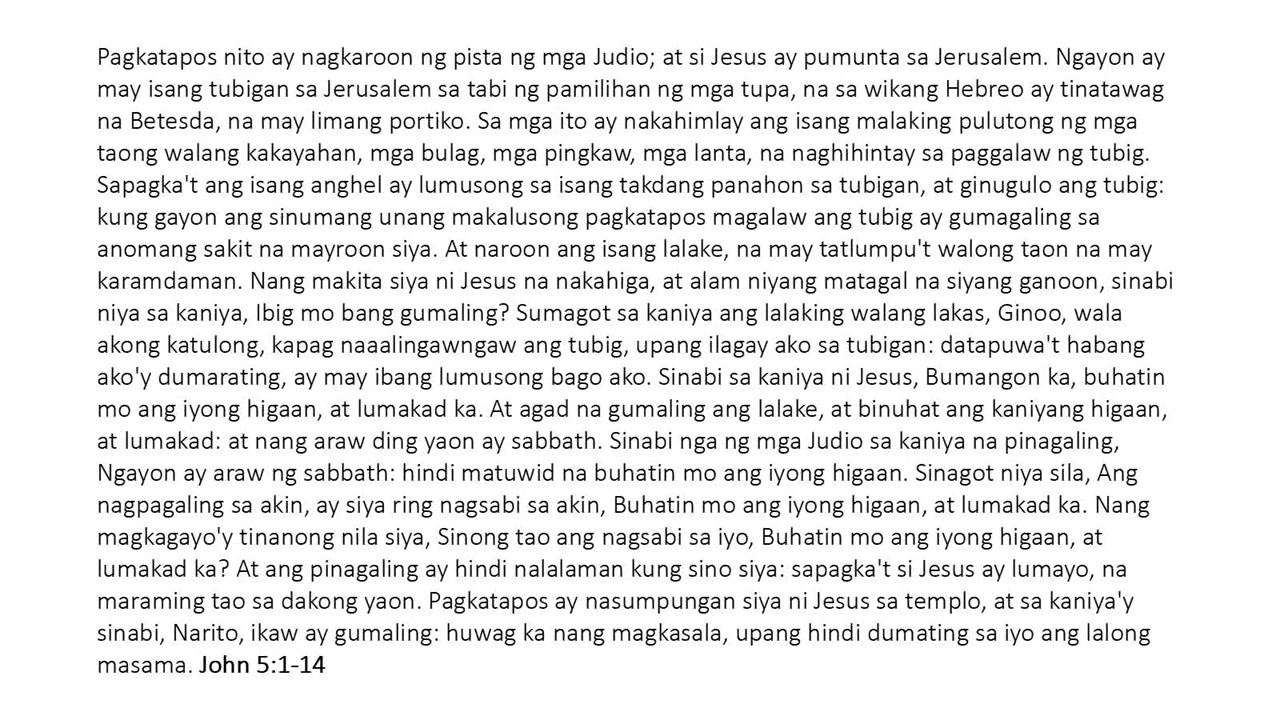 Pagkatapos nito ay nagkaroon ng pista ng mga Judio; at si Jesus ay pumunta sa Jerusalem. Ngayon ay
may isang tubigan sa Jerusalem sa tabi ng pamilihan ng mga tupa, na sa wikang Hebreo ay tinatawag
na Betesda, na may limang portiko. Sa mga ito ay nakahimlay ang isang malaking pulutong ng mga
taong walang kakayahan, mga bulag, mga pingkaw, mga lanta, na naghihintay sa paggalaw ng tubig.
Sapagka't ang isang anghel ay lumusong sa isang takdang panahon sa tubigan, at ginugulo ang tubig:
kung gayon ang sinumang unang makalusong pagkatapos magalaw ang tubig ay gumagaling sa
anomang sakit na mayroon siya. At naroon ang isang lalake, na may tatlumpu't walong taon na may
karamdaman. Nang makita siya ni Jesus na nakahiga, at alam niyang matagal na siyang ganoon, sinabi
niya sa kaniya, Ibig mo bang gumaling? Sumagot sa kaniya ang lalaking walang lakas, Ginoo, wala
akong katulong, kapag naaalingawngaw ang tubig, upang ilagay ako sa tubigan: datapuwa't habang
ako'y dumarating, ay may ibang lumusong bago ako. Sinabi sa kaniya ni Jesus, Bumangon ka, buhatin
mo ang iyong higaan, at lumakad ka. At agad na gumaling ang lalake, at binuhat ang kaniyang higaan,
at lumakad: at nang araw ding yaon ay sabbath. Sinabi nga ng mga Judio sa kaniya na pinagaling,
Ngayon ay araw ng sabbath: hindi matuwid na buhatin mo ang iyong higaan. Sinagot niya sila, Ang
nagpagaling sa akin, ay siya ring nagsabi sa akin, Buhatin mo ang iyong higaan, at lumakad ka. Nang
magkagayo'y tinanong nila siya, Sinong tao ang nagsabi sa iyo, Buhatin mo ang iyong higaan, at
lumakad ka? At ang pinagaling ay hindi nalalaman kung sino siya: sapagka't si Jesus ay lumayo, na
maraming tao sa dakong yaon. Pagkatapos ay nasumpungan siya ni Jesus sa templo, at sa kaniya'y
sinabi, Narito, ikaw ay gumaling: huwag ka nang magkasala, upang hindi dumating sa iyo ang lalong
masama. John 5:1-14